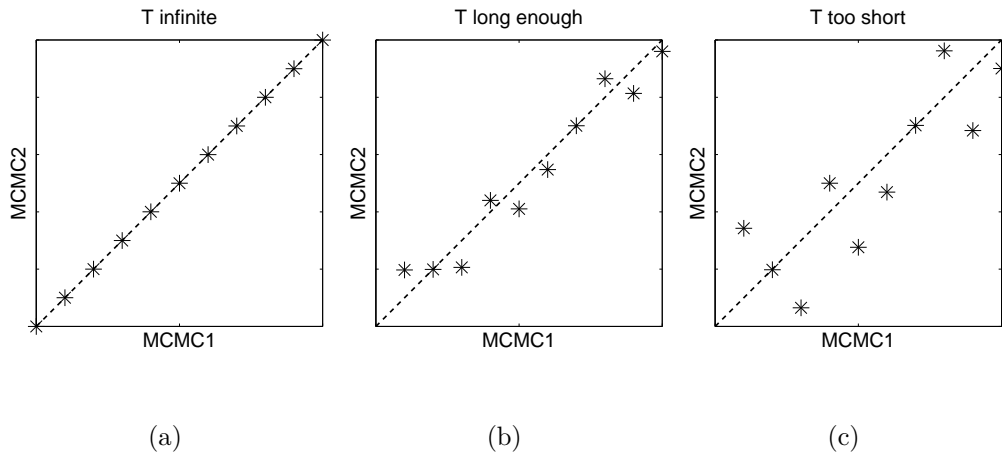 T infinite
T long enough
T too short
MCMC2
MCMC2
MCMC2
MCMC1
MCMC1
MCMC1
(a)
(b)
(c)